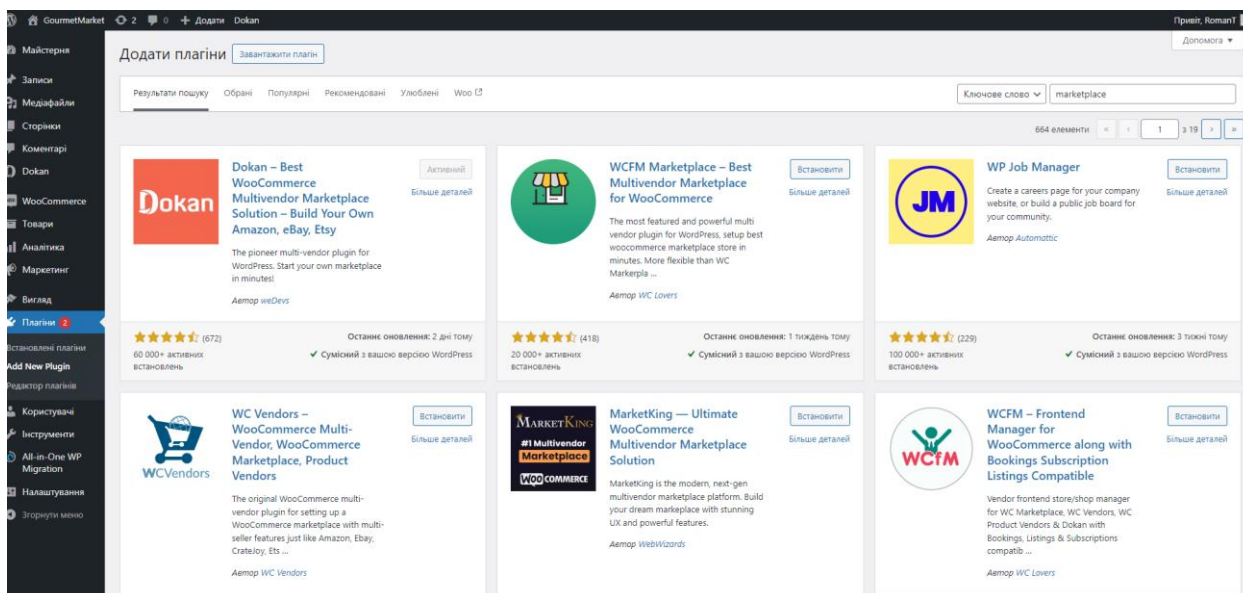 GourmetMarket 2 0 + Додати Dokan Привіт, RomanT
Допомога
Майстерня
Записи
Медіафайли
Сторінки
Коментарі
Dokan
WooCommerce
Товари
Аналітика
Маркетинг
Вигляд
Плагіни 2
Встановлені плагіни
Add New Plugin
Редактор плагінів
Користувачі
Інструменти
All-in-One WP
Migration
Налаштування
Згорнути меню
Додати плагіни Завантажити плагін
Результати пошуку Обрані Популярні Рекомендовані Улюблені Woo
Ключове слово marketplace
664 елементи « ‹ 1 з 19 › »
Dokan
Dokan – Best
WooCommerce
Multivendor Marketplace
Solution – Build Your Own
Amazon, eBay, Etsy
Активний
Більше деталей
The pioneer multi-vendor plugin for
WordPress. Start your own marketplace
in minutes!
Автор weDevs
(672)
60 000+ активних
встановлень
Останнє оновлення: 2 дні тому
✔ Сумісний з вашою версією WordPress
WCFM Marketplace – Best
Multivendor Marketplace
for WooCommerce
Встановити
Більше деталей
The most featured and powerful multi
vendor plugin for WordPress, setup best
woocommerce marketplace store in
minutes. More flexible than WC
Markerpla ...
Автор WC Lovers
(418)
20 000+ активних
встановлень
Останнє оновлення: 1 тиждень тому
✔ Сумісний з вашою версією WordPress
JM
WP Job Manager
Встановити
Більше деталей
Create a careers page for your company
website, or build a public job board for
your community.
Автор Automattic
(229)
100 000+ активних
встановлень
Останнє оновлення: 3 тижні тому
✔ Сумісний з вашою версією WordPress
WCVendors
WC Vendors –
WooCommerce Multi-
Vendor, WooCommerce
Marketplace, Product
Vendors
Встановити
Більше деталей
The original WooCommerce multi-
vendor plugin for setting up a
WooCommerce marketplace with multi-
seller features just like Amazon, Ebay,
CrateJoy, Ets ...
Автор WC Vendors
MARKETKING
#1 Multivendor
Marketplace
WOO COMMERCE
MarketKing — Ultimate
WooCommerce
Multivendor Marketplace
Solution
Встановити
Більше деталей
MarketKing is the modern, next-gen
multivendor marketplace platform. Build
your dream markeplace with stunning
UX and powerful features.
Автор WebWizards
WCfM
WCFM – Frontend
Manager for
WooCommerce along with
Bookings Subscription
Listings Compatible
Встановити
Більше деталей
Vendor frontend store/shop manager
for WC Marketplace, WC Vendors, WC
Product Vendors & Dokan with
Bookings, Listings & Subscriptions
compatib ...
Автор WC Lovers